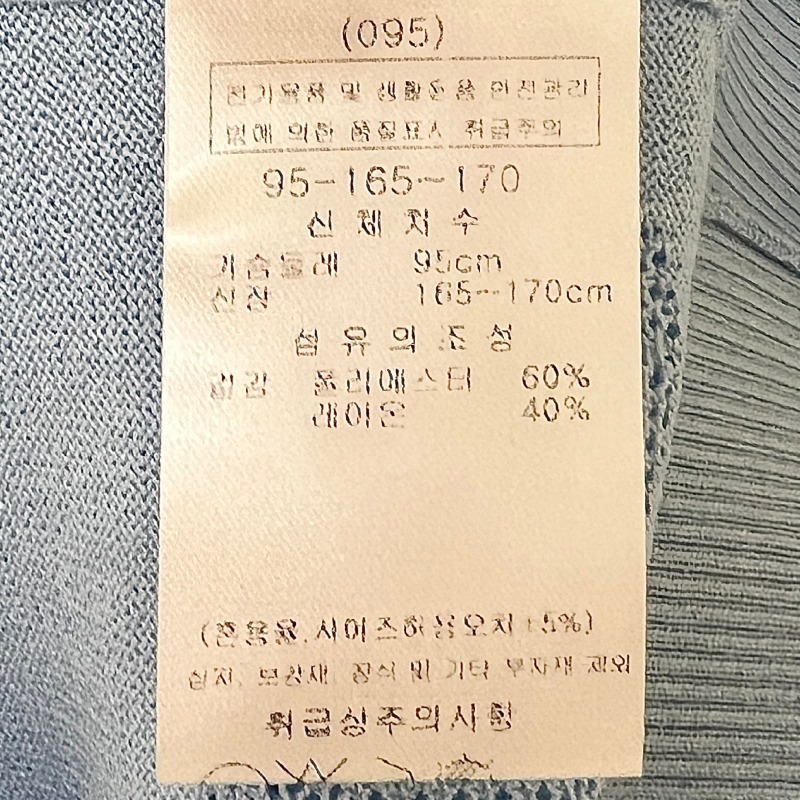 (095)
전기용품 및 생활용품 안전관리
법에 의한 품질표시 취급주의
95-165~170
신체치수
가슴둘레 95cm
신장 165~170cm
섬유의 조성
겉감 폴리에스터 60%
레이온 40%
(혼용율.사이즈허용오차 ±5%)
심지, 보강재, 장식 및 기타 부자재 제외
취급상주의사항